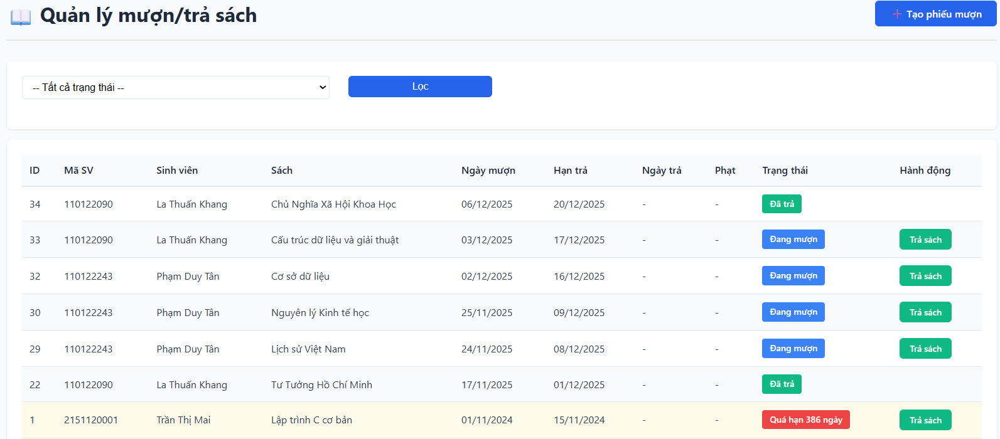 Quản lý mượn/trả sách
Tạo phiếu mượn
-- Tất cả trạng thái --
Lọc
ID Mã SV Sinh viên Sách Ngày mượn Hạn trả Ngày trả Phạt Trạng thái Hành động
34 110122090 La Thuấn Khang Chủ Nghĩa Xã Hội Khoa Học 06/12/2025 20/12/2025 - - Đã trả
33 110122090 La Thuấn Khang Cấu trúc dữ liệu và giải thuật 03/12/2025 17/12/2025 - - Đang mượn Trả sách
32 110122243 Phạm Duy Tân Cơ sở dữ liệu 02/12/2025 16/12/2025 - - Đang mượn Trả sách
30 110122243 Phạm Duy Tân Nguyên lý Kinh tế học 25/11/2025 09/12/2025 - - Đang mượn Trả sách
29 110122243 Phạm Duy Tân Lịch sử Việt Nam 24/11/2025 08/12/2025 - - Đang mượn Trả sách
22 110122090 La Thuấn Khang Tư Tưởng Hồ Chí Minh 17/11/2025 01/12/2025 - - Đã trả
1 2151120001 Trần Thị Mai Lập trình C cơ bản 01/11/2024 15/11/2024 - - Quá hạn 386 ngày Trả sách